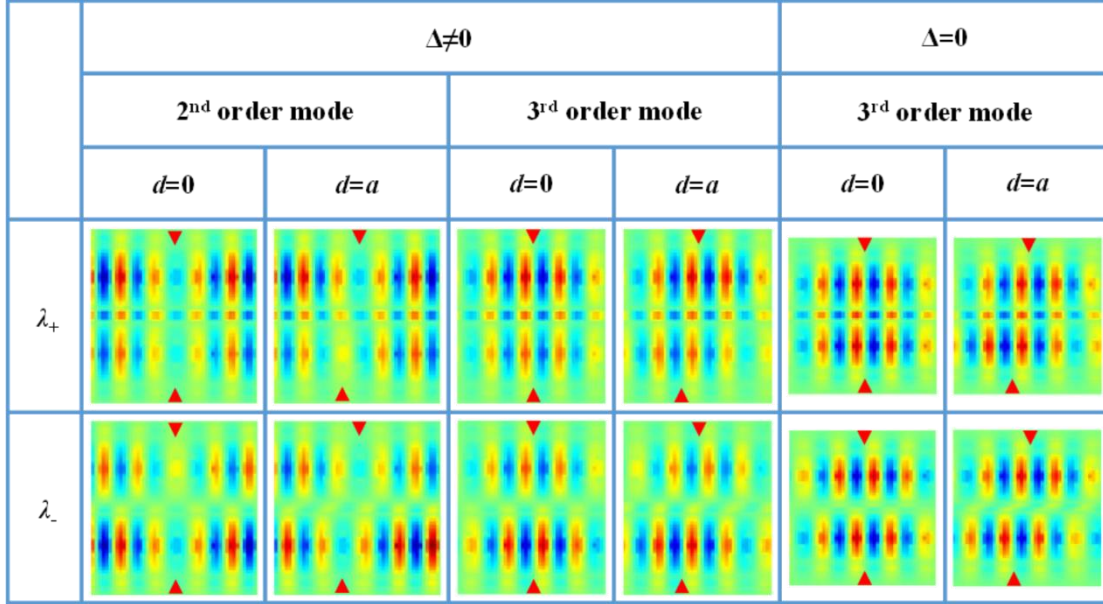 Δ≠0
Δ=0
2nd order mode
3rd order mode
3rd order mode
d=0
d=a
d=0
d=a
d=0
d=a
λ+
λ-